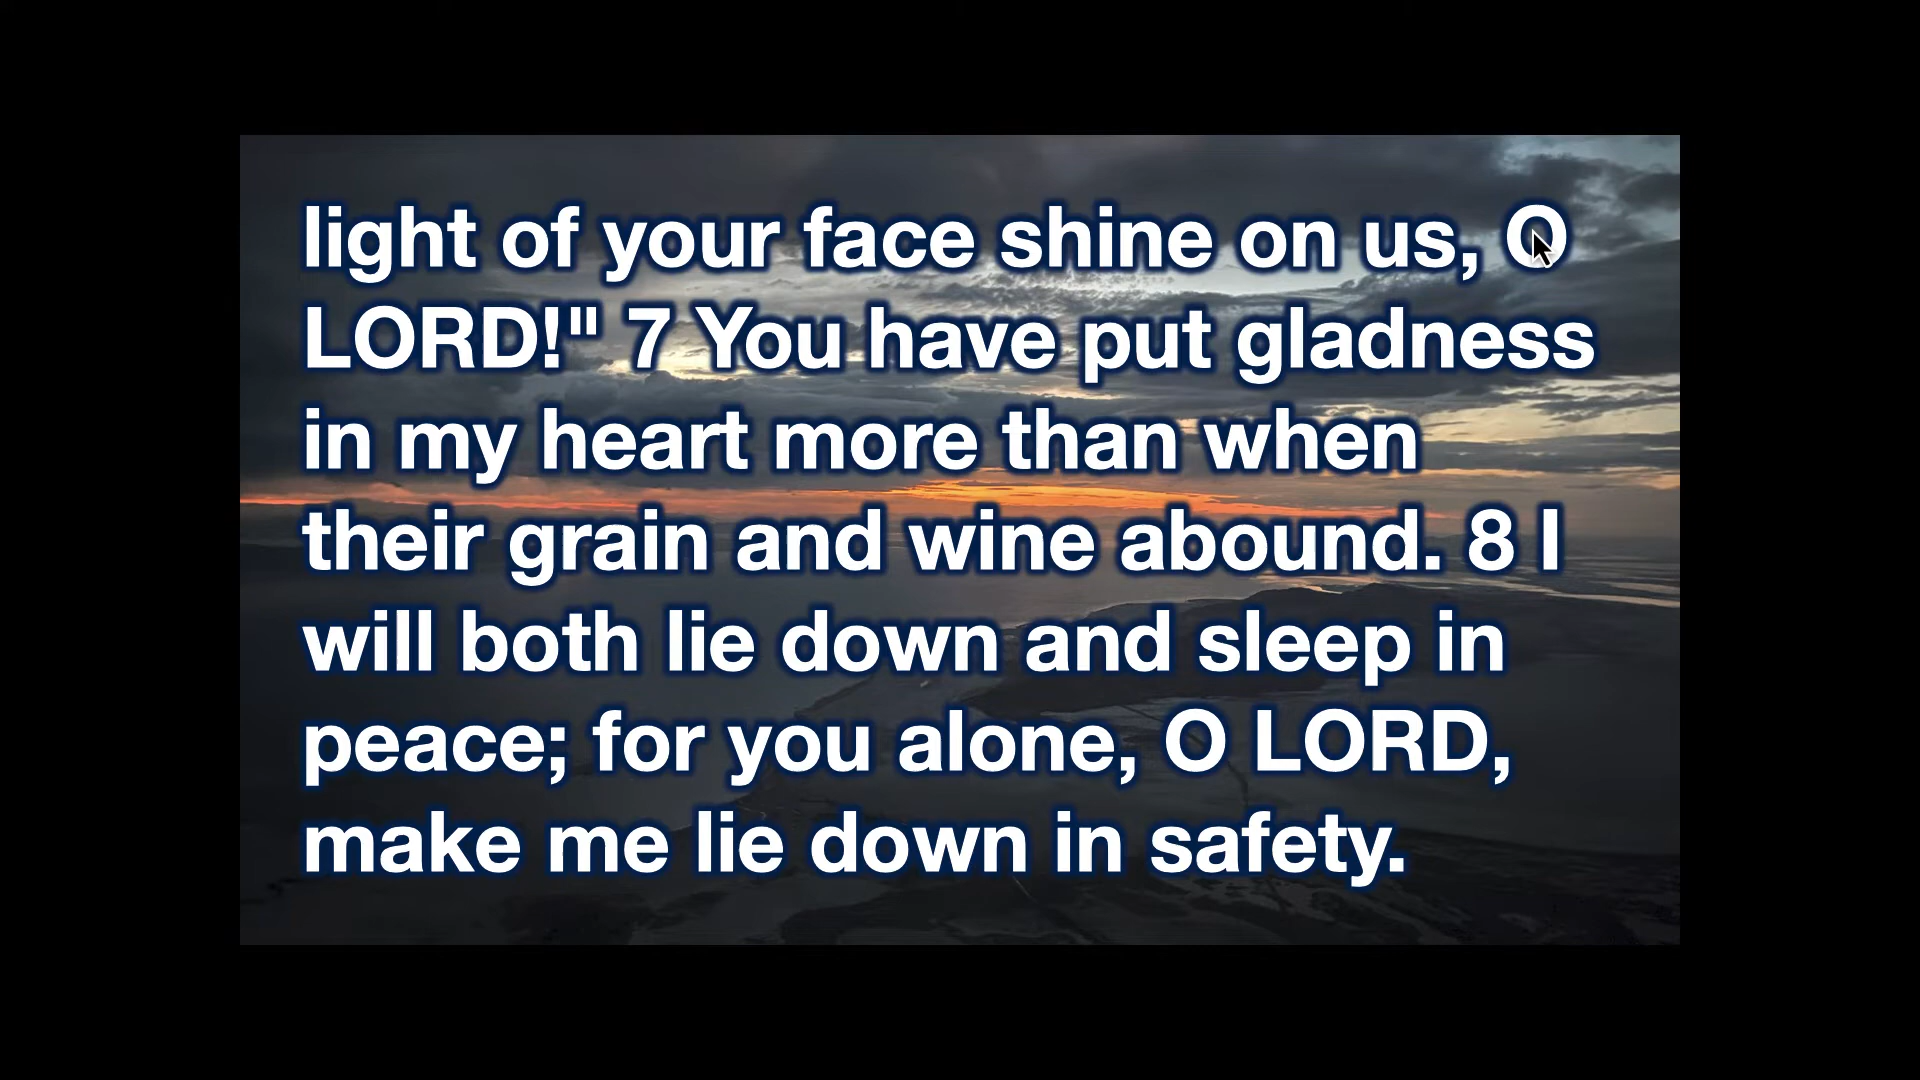 light of your face shine on us, O
LORD!" 7 You have put gladness
in my heart more than when
their grain and wine abound. 8 I
will both lie down and sleep in
peace; for you alone, O LORD,
make me lie down in safety.